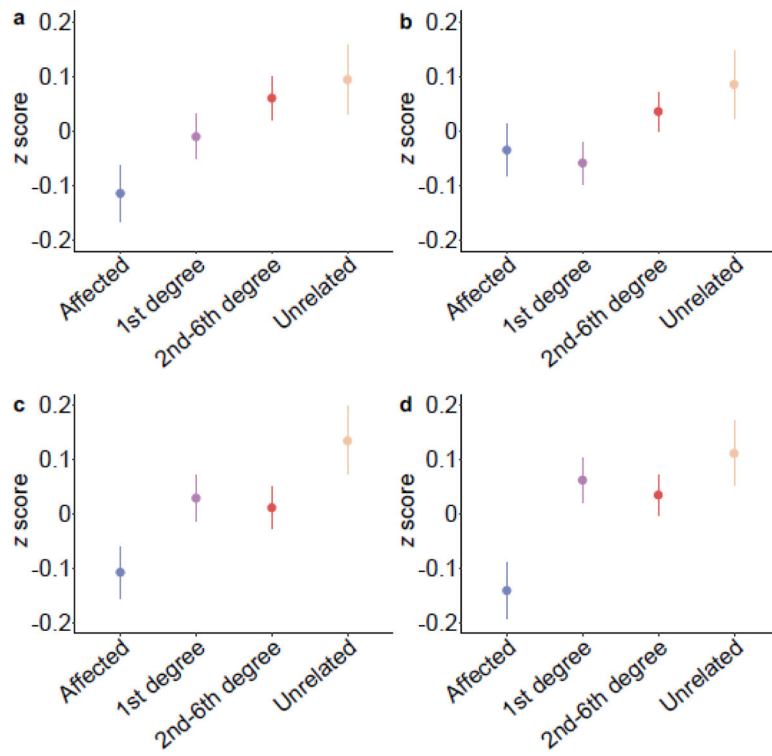 a
z score
0.2
0.1
0
-0.1
-0.2
Affected
1st degree
2nd-6th degree
Unrelated
b
z score
0.2
0.1
0
-0.1
-0.2
Affected
1st degree
2nd-6th degree
Unrelated
c
z score
0.2
0.1
0
-0.1
-0.2
Affected
1st degree
2nd-6th degree
Unrelated
d
z score
0.2
0.1
0
-0.1
-0.2
Affected
1st degree
2nd-6th degree
Unrelated